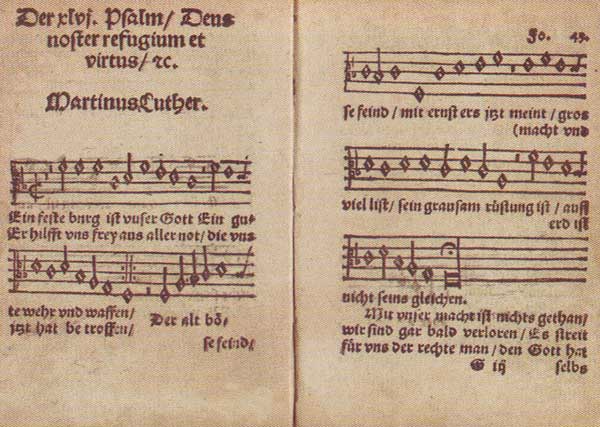 Der xlvj. Psalm/ Deus
noster refugium et
virtus/ ꝛc.
Martinus Luther.
Ein feste burg ist vnser Gott Ein gu-
Er hilfft vns frey aus aller not/ die vns
te wehr vnd waffen/
jtzt hat be troffen/ Der alt bö-
se feind/
Jo. 43.
se feind/ mit ernst ers jtzt meint/ gros
(macht vnd
viel list/ sein grausam rüstung ist/ auff
erd ist
nicht seins gleichen.
Mit vnser macht ist nichts gethan/
wir sind gar bald verloren/ Es streit
für vns der rechte man/ den Gott hat
G iij selbs